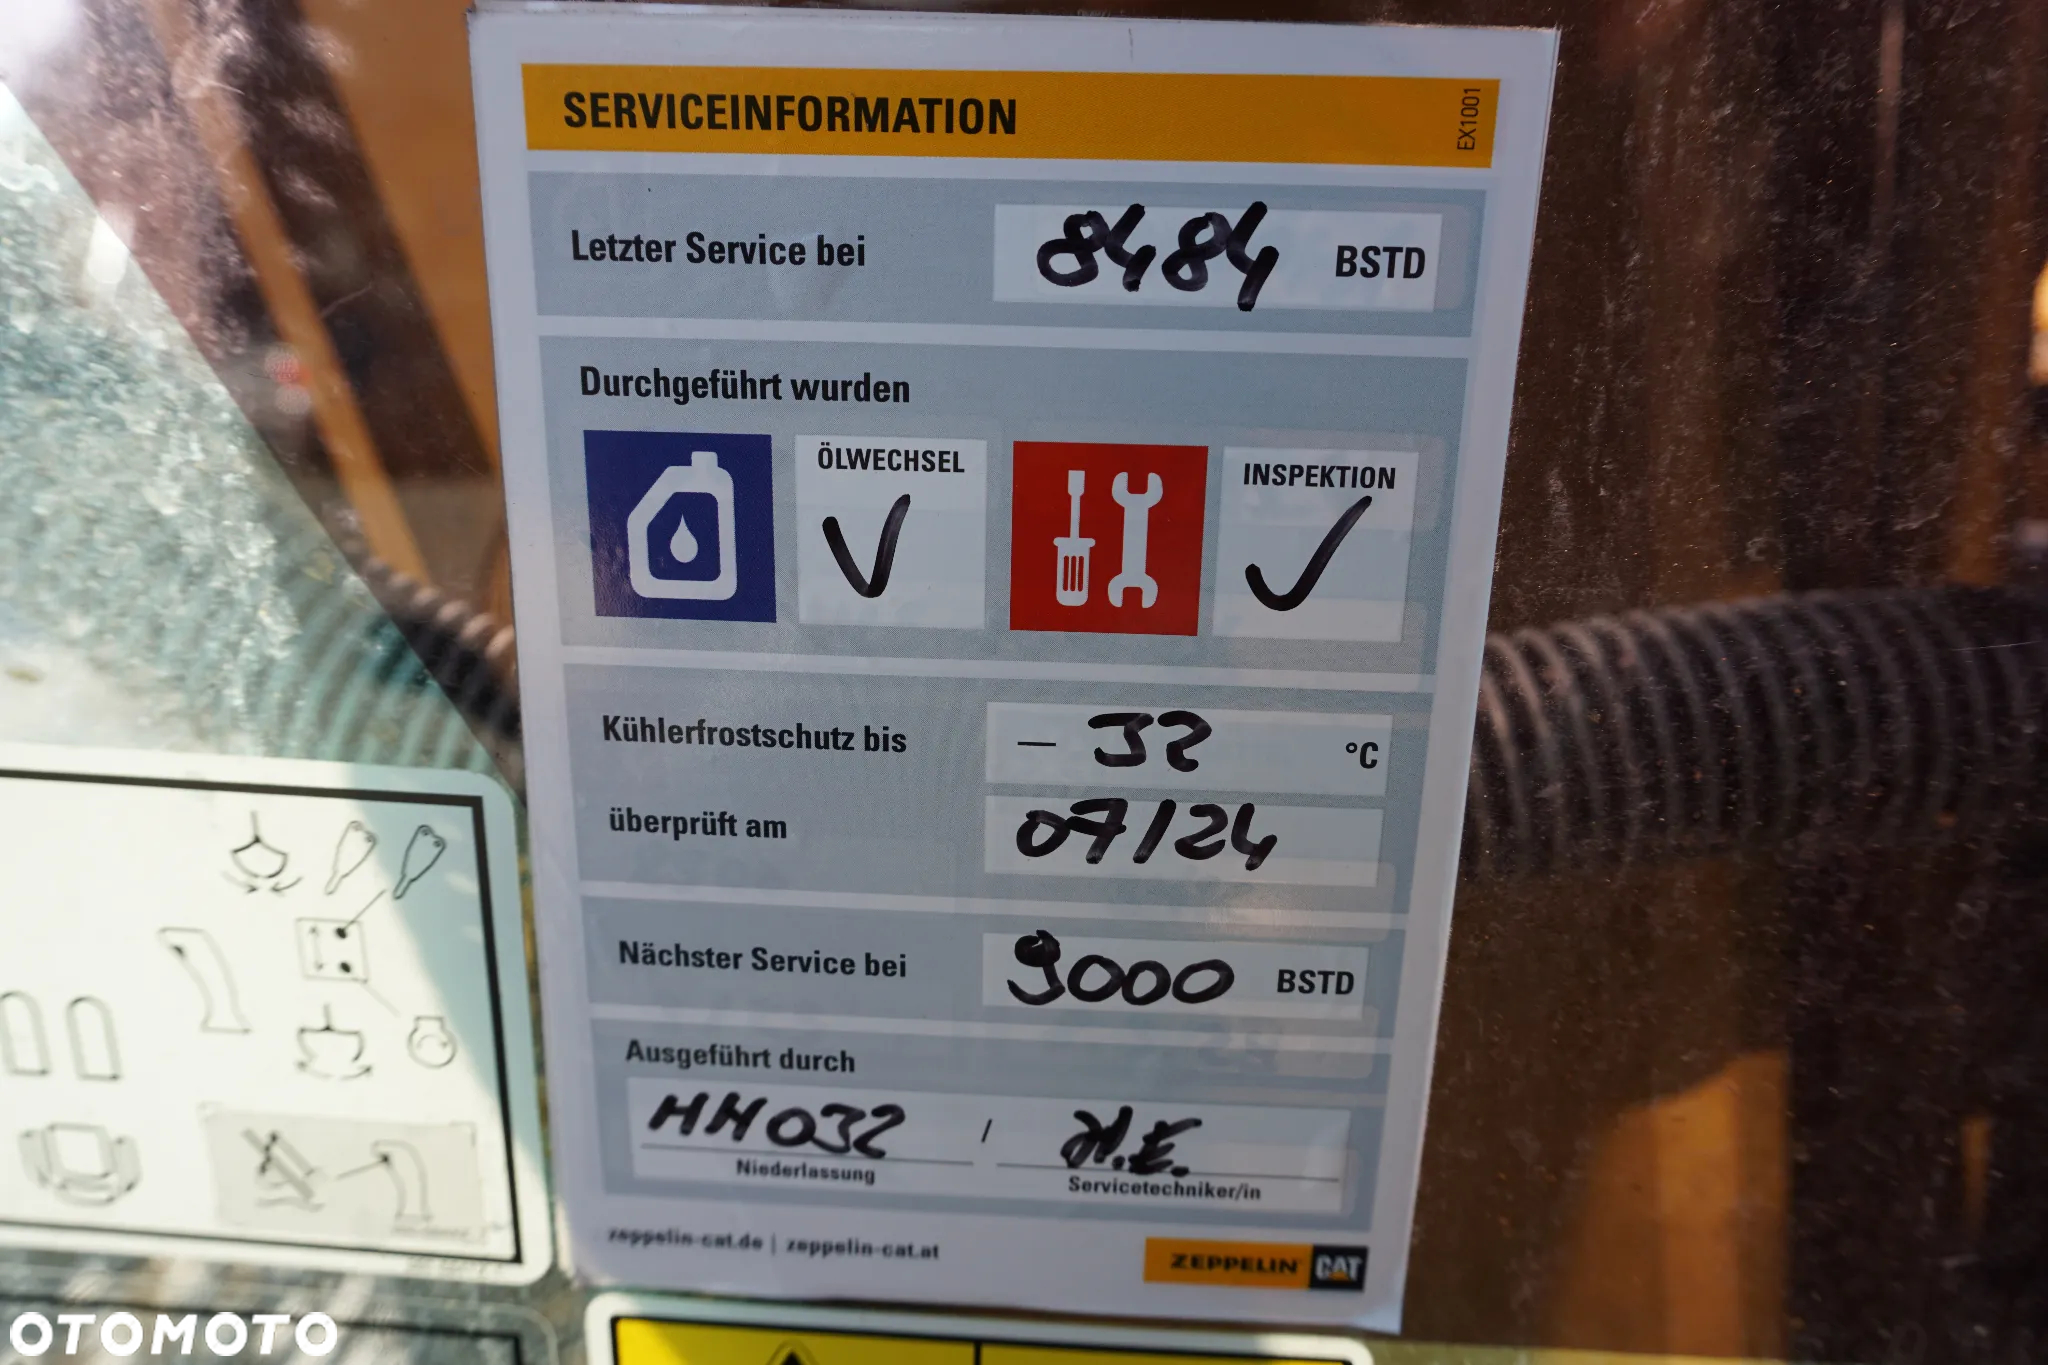 SERVICEINFORMATION
EX1001
Letzter Service bei 8484 BSTD
Durchgeführt wurden
ÖLWECHSEL
INSPEKTION
Kühlerfrostschutz bis – 32 °C
überprüft am 07/24
Nächster Service bei 9000 BSTD
Ausgeführt durch
HH032 / H.E.
Niederlassung Servicetechniker/in
zeppelin-cat.de | zeppelin-cat.at
ZEPPELIN CAT
OTOMOTO